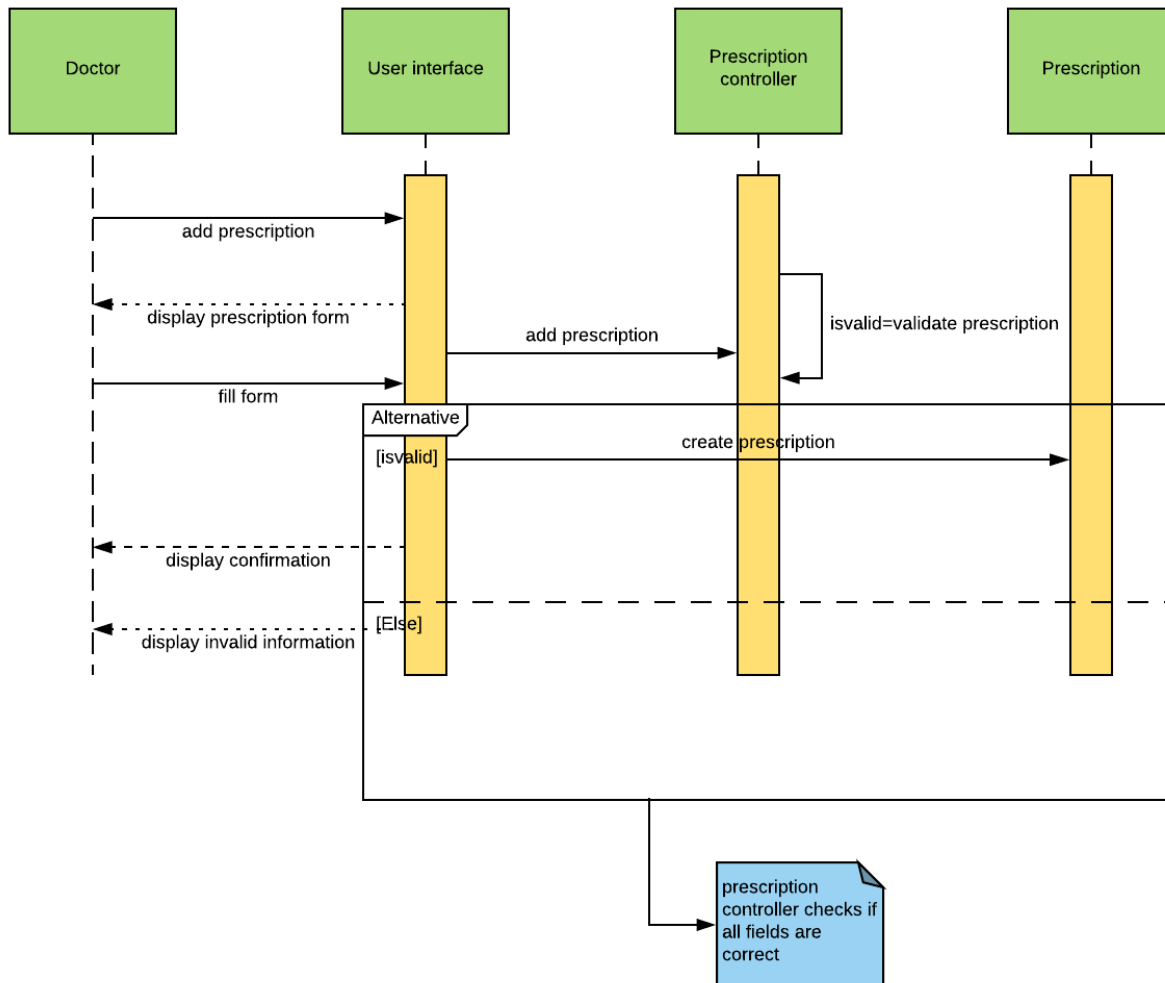 Doctor
User interface
Prescription
controller
Prescription
add prescription
display prescription form
isvalid=validate prescription
add prescription
fill form
Alternative
create prescription
[isvalid]
display confirmation
[Else]
display invalid information
prescription
controller checks if
all fields are
correct